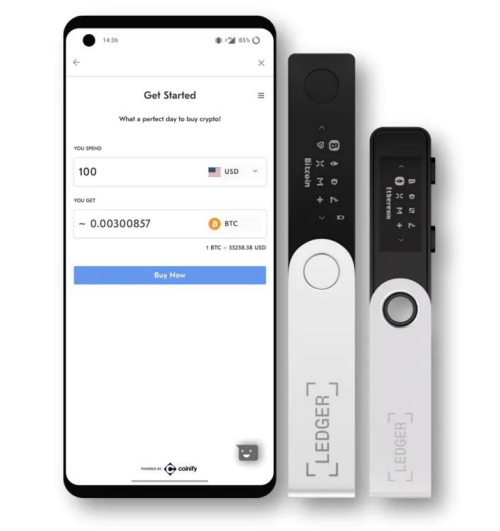 14:36
85%
Get Started
What a perfect day to buy crypto!
YOU SPEND
100
USD
YOU GET
~ 0.00300857
BTC
1 BTC ~ 33238.38 USD
Buy Now
POWERED BY coinify
Bitcoin
LEDGER
Ethereum
LEDGER